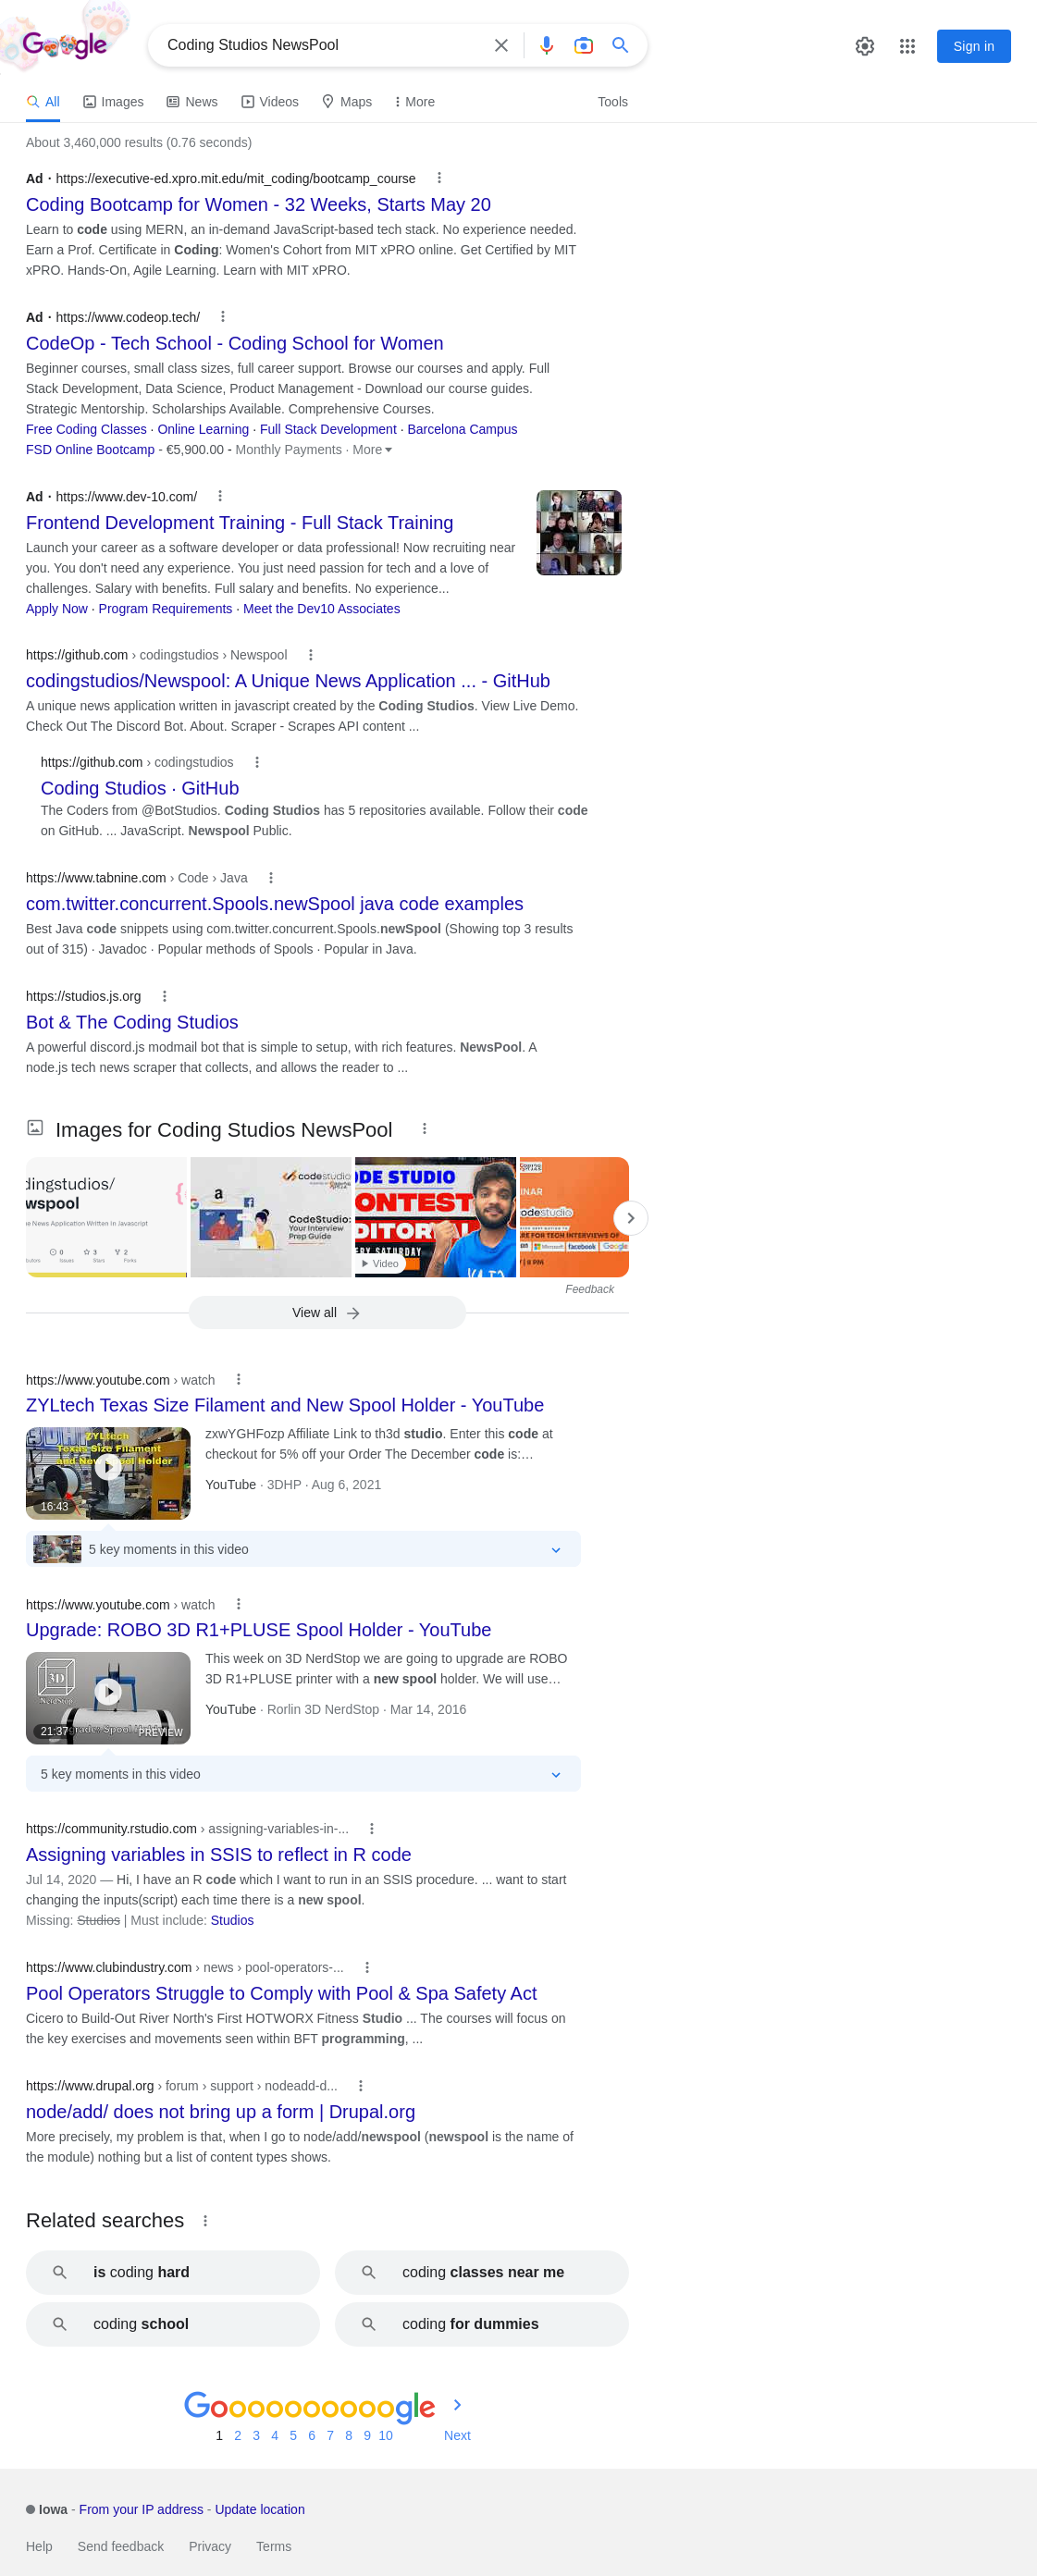 Google
Coding Studios NewsPool
Sign in
All
Images
News
Videos
Maps
More
Tools
About 3,460,000 results (0.76 seconds)
Ad · https://executive-ed.xpro.mit.edu/mit_coding/bootcamp_course
Coding Bootcamp for Women - 32 Weeks, Starts May 20
Learn to code using MERN, an in-demand JavaScript-based tech stack. No experience needed.
Earn a Prof. Certificate in Coding: Women's Cohort from MIT xPRO online. Get Certified by MIT
xPRO. Hands-On, Agile Learning. Learn with MIT xPRO.
Ad · https://www.codeop.tech/
CodeOp - Tech School - Coding School for Women
Beginner courses, small class sizes, full career support. Browse our courses and apply. Full
Stack Development, Data Science, Product Management - Download our course guides.
Strategic Mentorship. Scholarships Available. Comprehensive Courses.
Free Coding Classes · Online Learning · Full Stack Development · Barcelona Campus
FSD Online Bootcamp - €5,900.00 - Monthly Payments · More
Ad · https://www.dev-10.com/
Frontend Development Training - Full Stack Training
Launch your career as a software developer or data professional! Now recruiting near
you. You don't need any experience. You just need passion for tech and a love of
challenges. Salary with benefits. Full salary and benefits. No experience...
Apply Now · Program Requirements · Meet the Dev10 Associates
https://github.com › codingstudios › Newspool
codingstudios/Newspool: A Unique News Application ... - GitHub
A unique news application written in javascript created by the Coding Studios. View Live Demo.
Check Out The Discord Bot. About. Scraper - Scrapes API content ...
https://github.com › codingstudios
Coding Studios · GitHub
The Coders from @BotStudios. Coding Studios has 5 repositories available. Follow their code
on GitHub. ... JavaScript. Newspool Public.
https://www.tabnine.com › Code › Java
com.twitter.concurrent.Spools.newSpool java code examples
Best Java code snippets using com.twitter.concurrent.Spools.newSpool (Showing top 3 results
out of 315) · Javadoc · Popular methods of Spools · Popular in Java.
https://studios.js.org
Bot & The Coding Studios
A powerful discord.js modmail bot that is simple to setup, with rich features. NewsPool. A
node.js tech news scraper that collects, and allows the reader to ...
Images for Coding Studios NewsPool
dingstudios/
wspool
ue News Application Written in Javascript
0
3
2
Issues
Stars
Forks
codestudio
CodeStudio:
Your Interview
Prep Guide
DE STUDIO
CONTEST
EDITORIAL
ERY SATURDAY
Video
INAR
codestudio
ARE FOR TECH INTERVIEWS OF
Microsoft
facebook
Google
| 8 PM
Feedback
View all
https://www.youtube.com › watch
ZYLtech Texas Size Filament and New Spool Holder - YouTube
ZYLtech
Texas Size Filament
and New Spool Holder
16:43
zxwYGHFozp Affiliate Link to th3d studio. Enter this code at
checkout for 5% off your Order The December code is:…
YouTube · 3DHP · Aug 6, 2021
5 key moments in this video
https://www.youtube.com › watch
Upgrade: ROBO 3D R1+PLUSE Spool Holder - YouTube
3D
NerdStop
21:37
PREVIEW
This week on 3D NerdStop we are going to upgrade are ROBO
3D R1+PLUSE printer with a new spool holder. We will use…
YouTube · Rorlin 3D NerdStop · Mar 14, 2016
5 key moments in this video
https://community.rstudio.com › assigning-variables-in-...
Assigning variables in SSIS to reflect in R code
Jul 14, 2020 — Hi, I have an R code which I want to run in an SSIS procedure. ... want to start
changing the inputs(script) each time there is a new spool.
Missing: Studios | Must include: Studios
https://www.clubindustry.com › news › pool-operators-...
Pool Operators Struggle to Comply with Pool & Spa Safety Act
Cicero to Build-Out River North's First HOTWORX Fitness Studio ... The courses will focus on
the key exercises and movements seen within BFT programming, ...
https://www.drupal.org › forum › support › nodeadd-d...
node/add/ does not bring up a form | Drupal.org
More precisely, my problem is that, when I go to node/add/newspool (newspool is the name of
the module) nothing but a list of content types shows.
Related searches
is coding hard
coding classes near me
coding school
coding for dummies
Goooooooooogle
1 2 3 4 5 6 7 8 9 10 Next
Iowa - From your IP address - Update location
Help Send feedback Privacy Terms